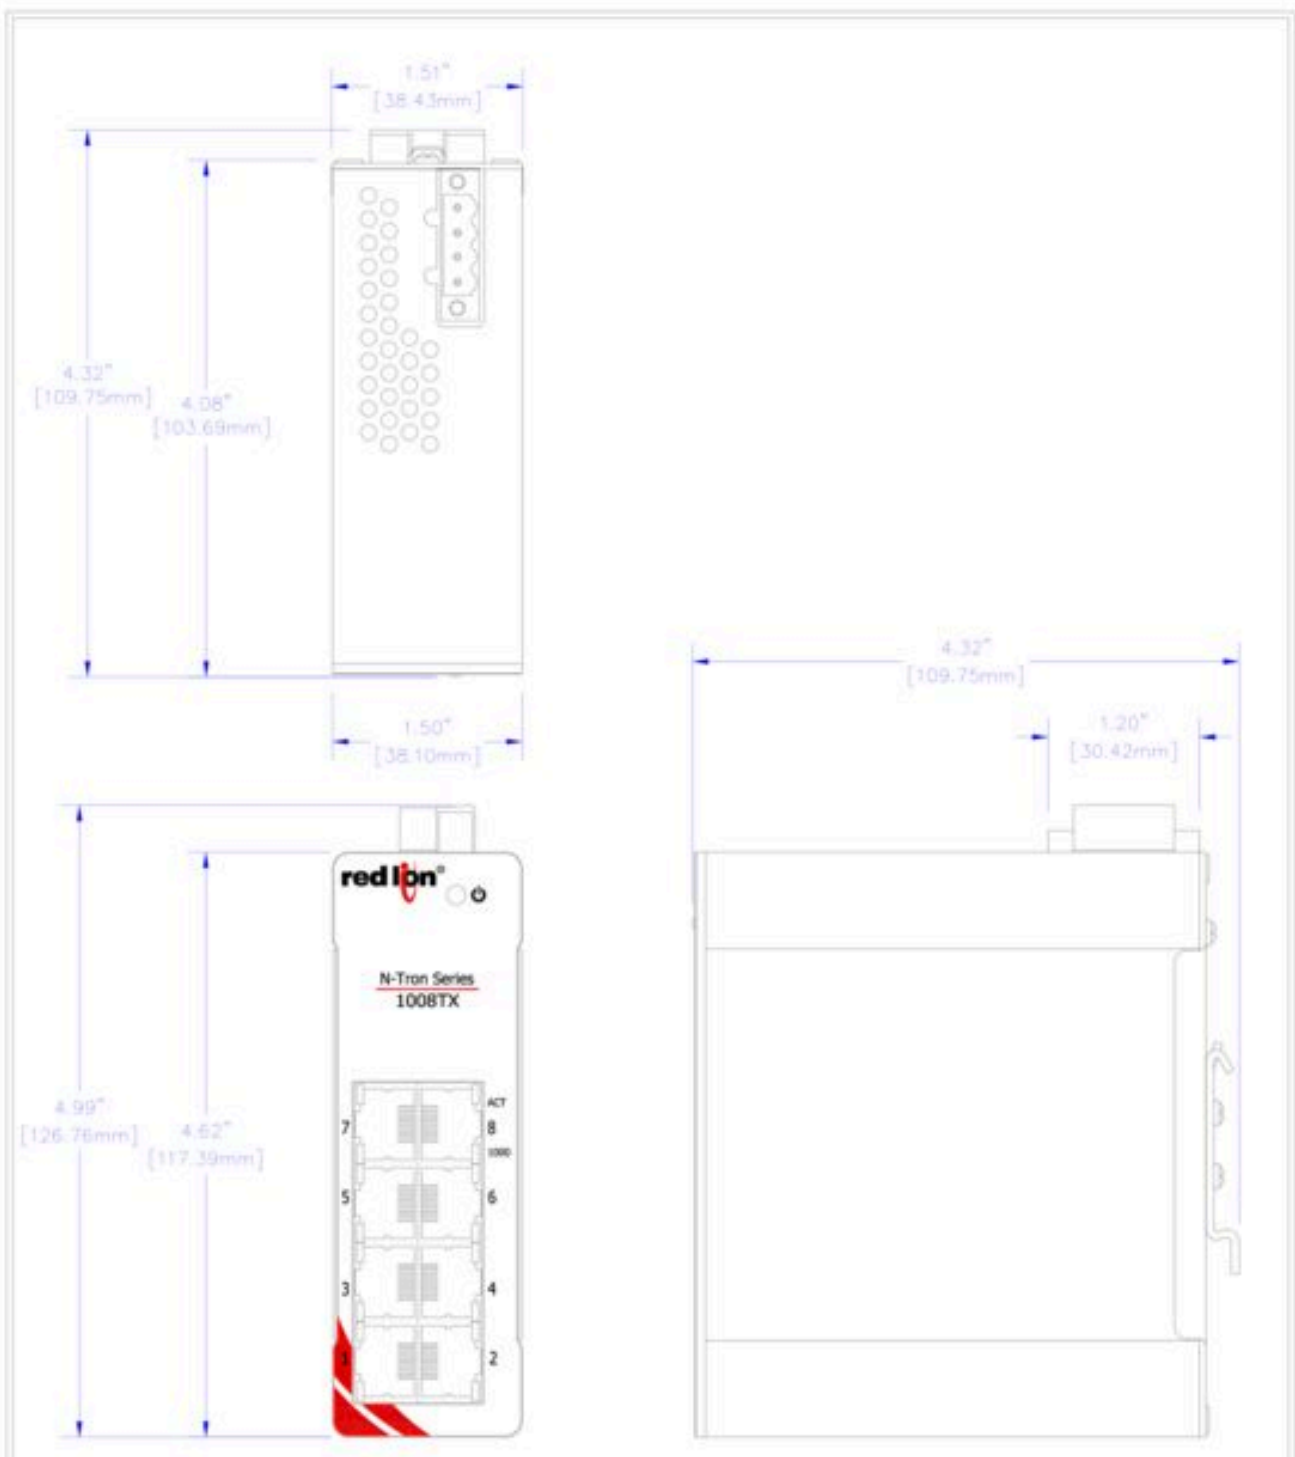 1.51"
[38.43mm]
4.32"
[109.75mm]
4.08"
[103.69mm]
1.50"
[38.10mm]
4.32"
[109.75mm]
1.20"
[30.42mm]
red lion®
N-Tron Series
1008TX
4.99"
[126.76mm]
4.62"
[117.39mm]
ACT
7 8
1000
5 6
3 4
1 2